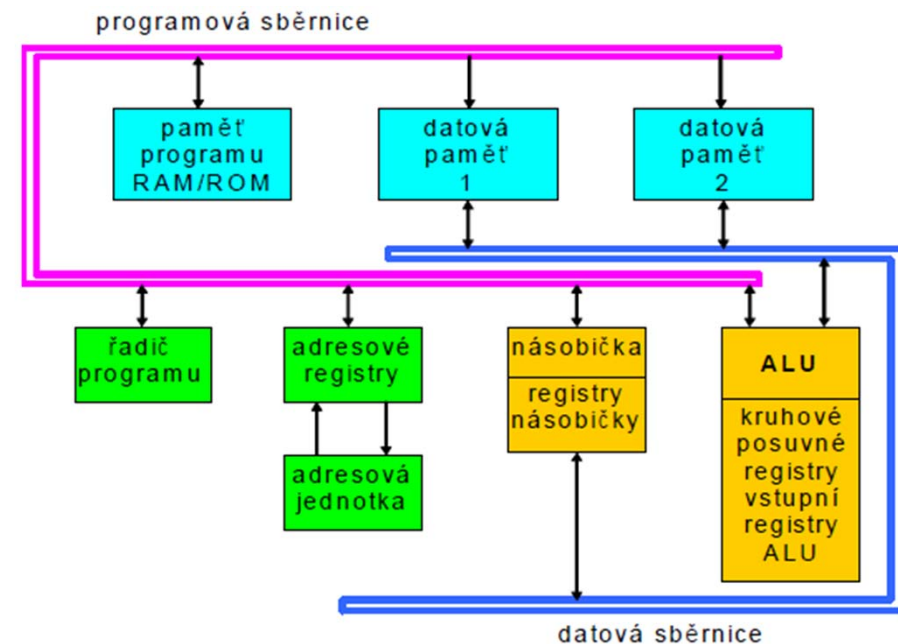 programová sběrnice
paměť
programu
RAM/ROM
datová
paměť
1
datová
paměť
2
řadič
programu
adresové
registry
adresová
jednotka
násobička
registry
násobičky
ALU
kruhové
posuvné
registry
vstupní
registry
ALU
datová sběrnice